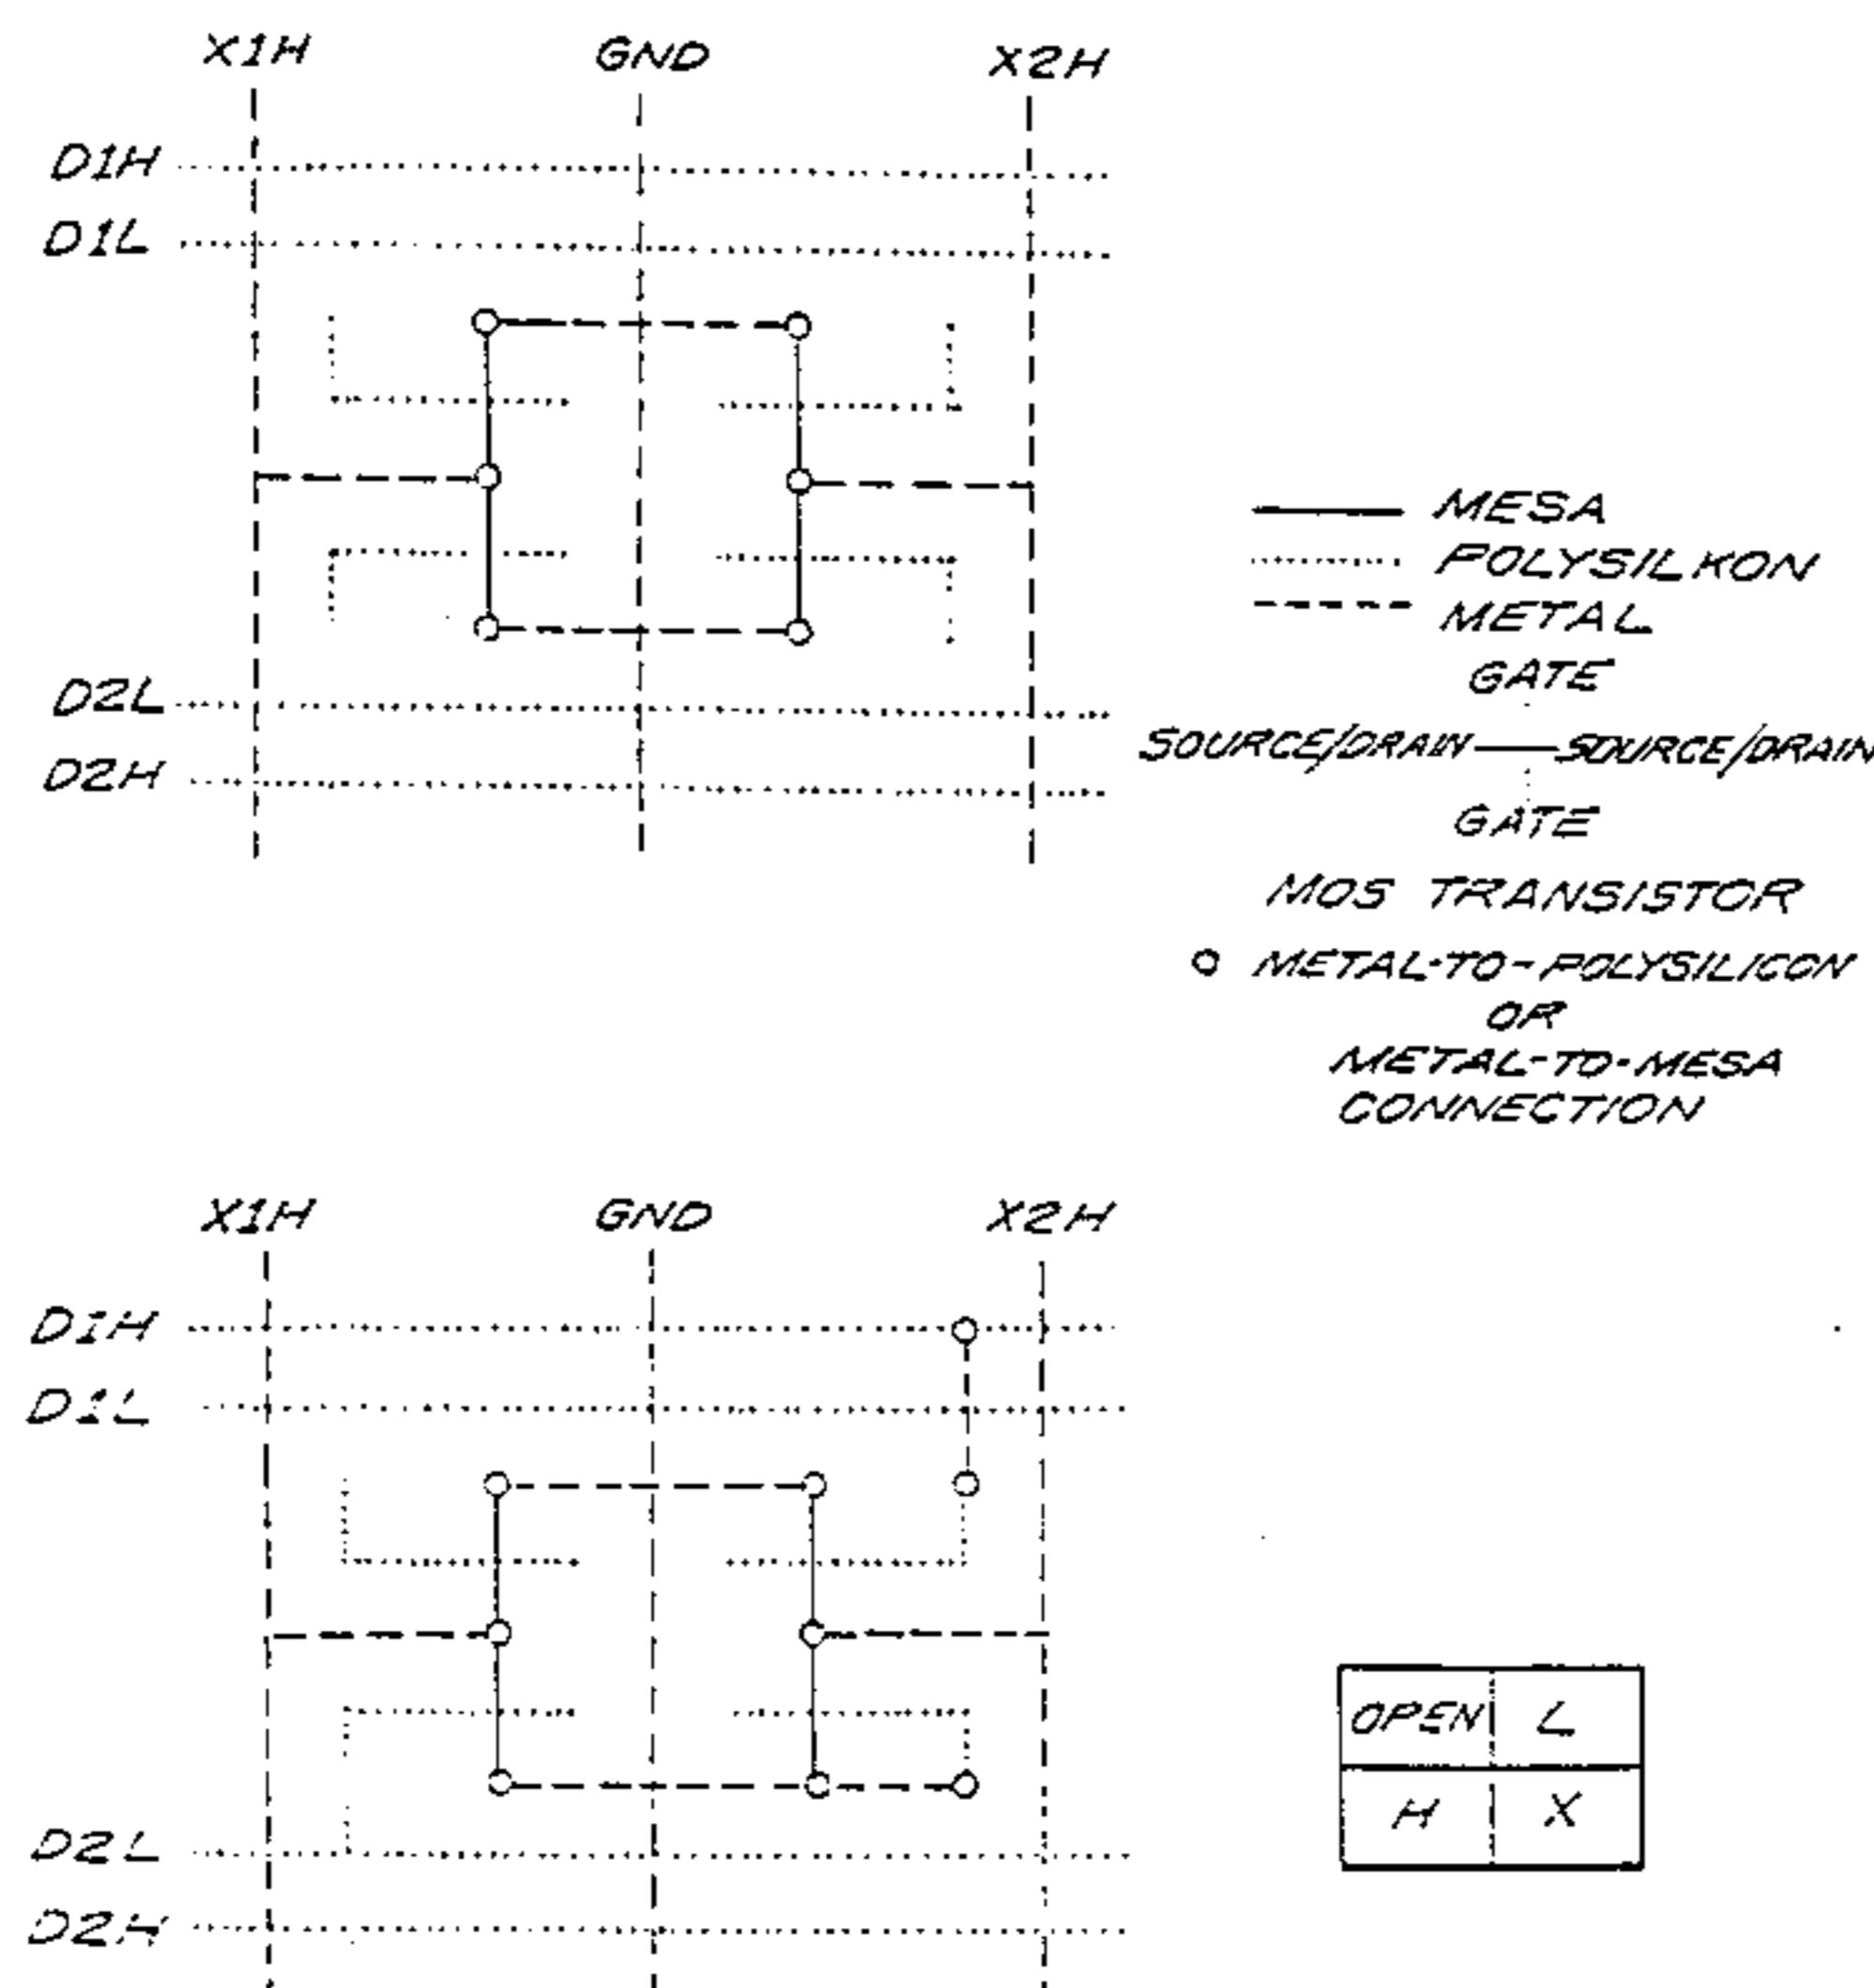 X1H GND X2H
D1H
D1L
D2L
D2H
MESA
POLYSILKON
METAL
GATE
SOURCE/DRAIN SOURCE/DRAIN
GATE
MOS TRANSISTOR
METAL-TO-POLYSILICON
OR
METAL-TO-MESA
CONNECTION
X1H GND X2H
D1H
D1L
D2L
D2H
OPEN L
H X